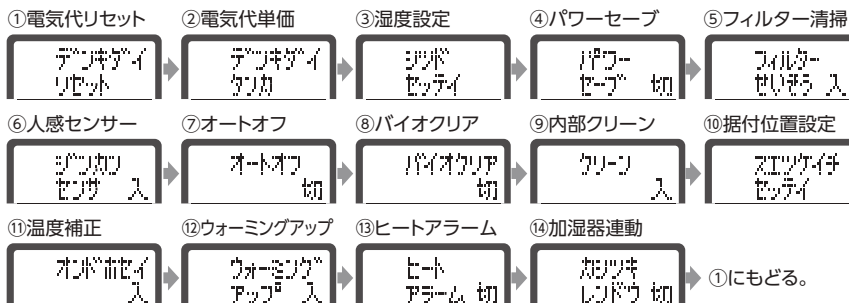 ①電気代リセット ②電気代単価 ③湿度設定 ④パワーセーブ ⑤フィルター清掃
デンキダイ デンキダイ シツド パワー フィルター
リセット タンカ セッテイ セーブ 切 せいそう 入
⑥人感センサー ⑦オートオフ ⑧バイオクリア ⑨内部クリーン ⑩据付位置設定
ジンカン オートオフ バイオクリア クリーン スエツケイチ
センサ 入 切 切 入 セッテイ
⑪温度補正 ⑫ウォーミングアップ ⑬ヒートアラーム ⑭加湿器連動
オンドホセイ ウォーミング ヒート カシツキ
入 アップ 入 アラーム 切 レンドウ 切 ①にもどる。